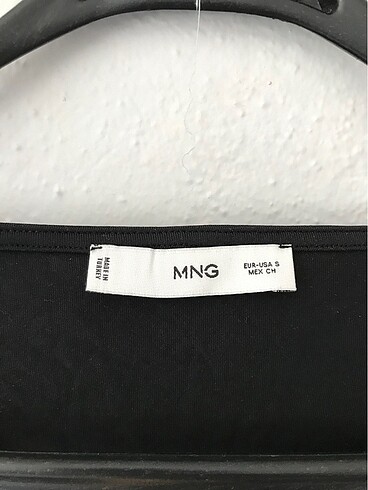 MADE IN
TURKEY
MNG
EUR-USA S
MEX CH